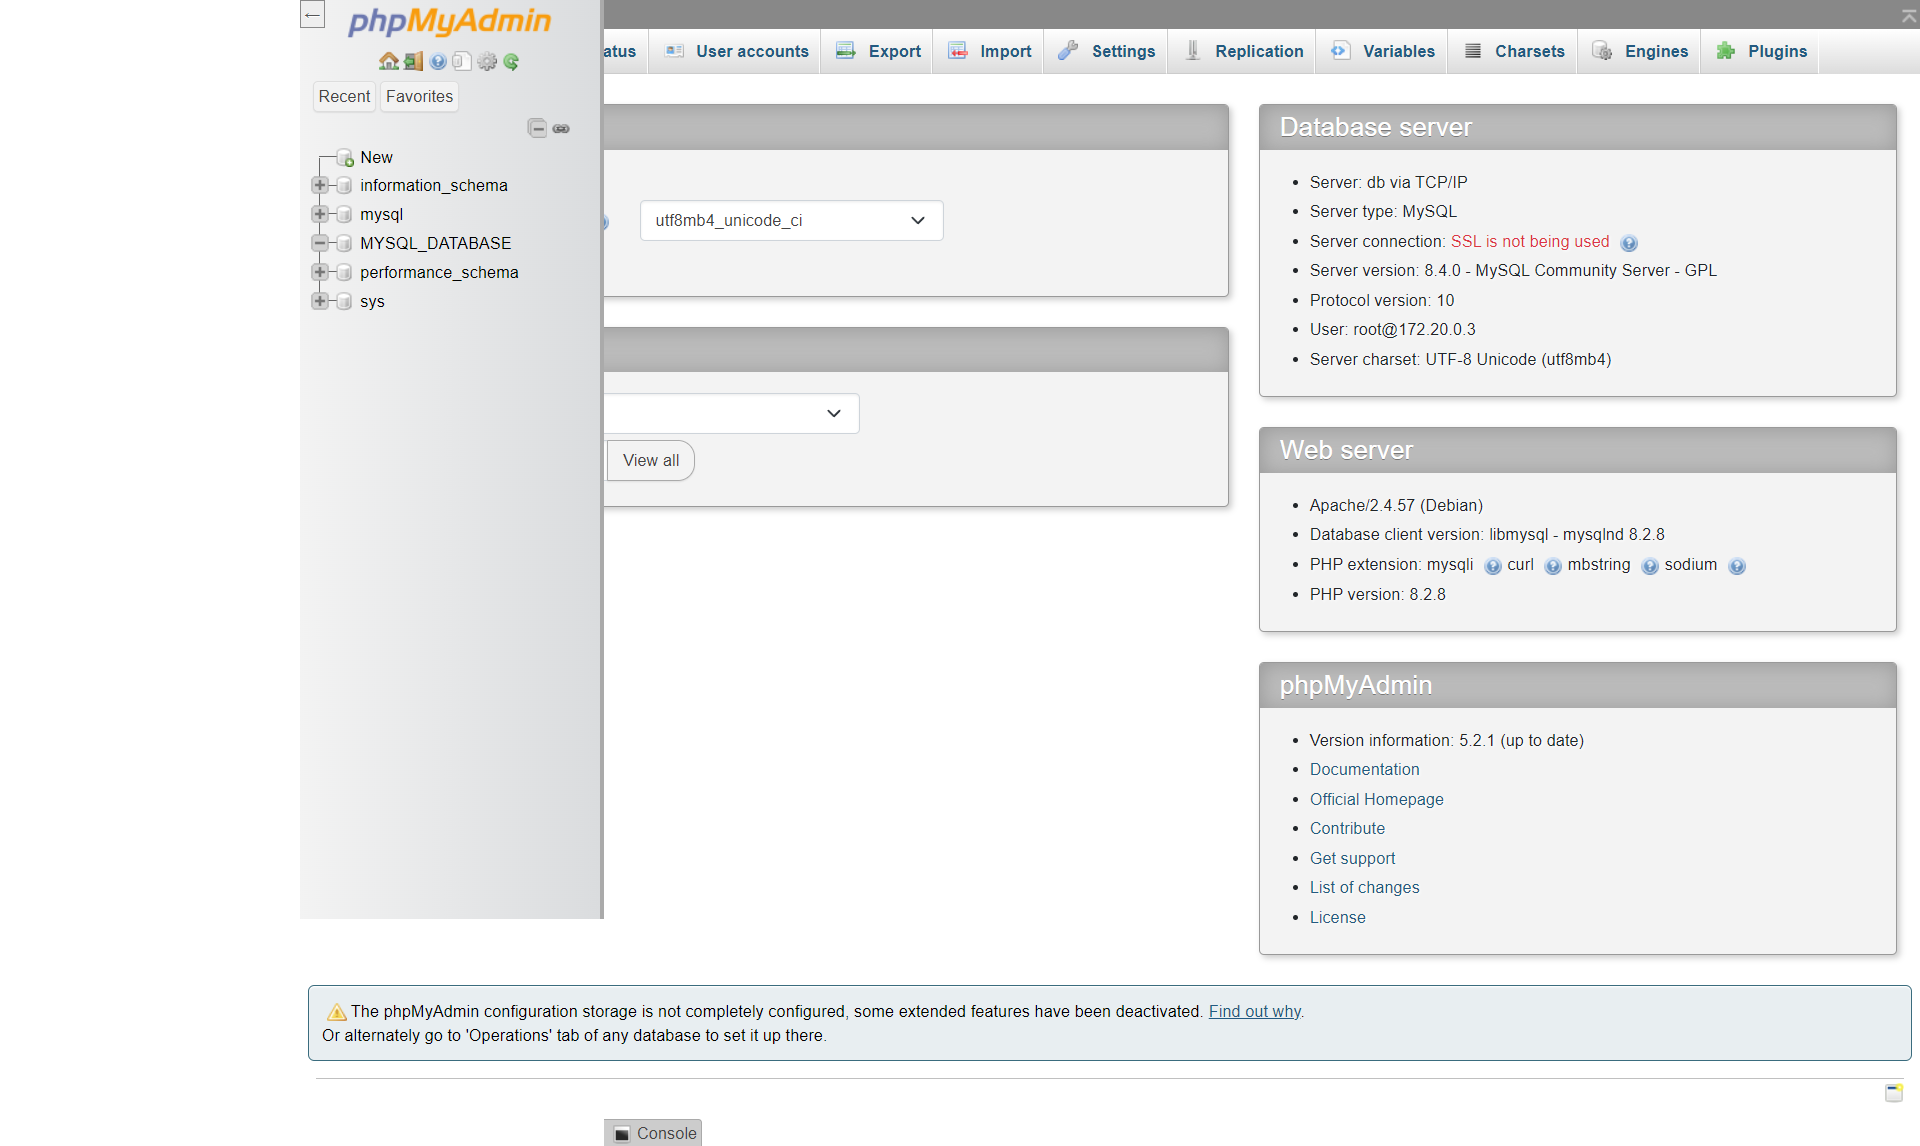 ←
phpMyAdmin
Recent
Favorites
New
information_schema
mysql
MYSQL_DATABASE
performance_schema
sys
atus
User accounts
Export
Import
Settings
Replication
Variables
Charsets
Engines
Plugins
utf8mb4_unicode_ci
View all
Database server
Server: db via TCP/IP
Server type: MySQL
Server connection: SSL is not being used
Server version: 8.4.0 - MySQL Community Server - GPL
Protocol version: 10
User: root@172.20.0.3
Server charset: UTF-8 Unicode (utf8mb4)
Web server
Apache/2.4.57 (Debian)
Database client version: libmysql - mysqlnd 8.2.8
PHP extension: mysqli curl mbstring sodium
PHP version: 8.2.8
phpMyAdmin
Version information: 5.2.1 (up to date)
Documentation
Official Homepage
Contribute
Get support
List of changes
License
The phpMyAdmin configuration storage is not completely configured, some extended features have been deactivated. Find out why.
Or alternately go to 'Operations' tab of any database to set it up there.
Console